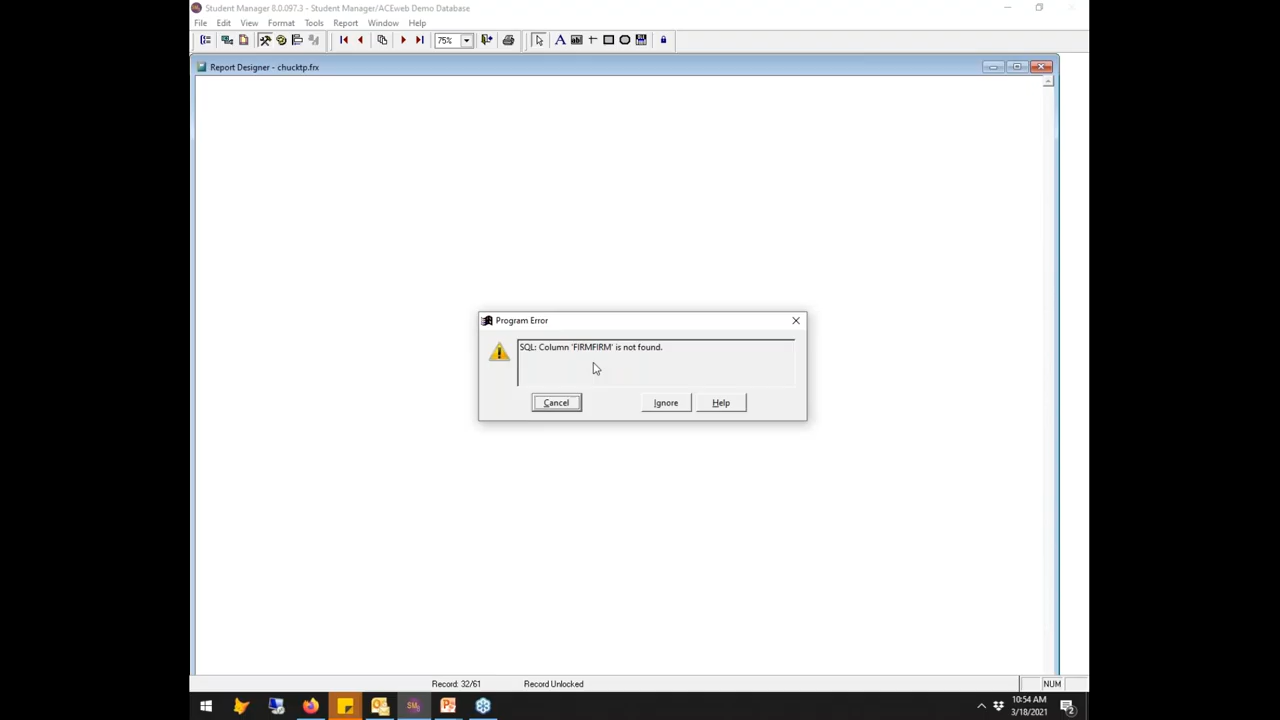 Student Manager 8.0.097.3 - Student Manager/ACEweb Demo Database
File Edit View Format Tools Report Window Help
75%
Report Designer - chucktp.frx
Program Error
SQL: Column 'FIRMFIRM' is not found.
Cancel Ignore Help
Record: 32/61 Record Unlocked NUM
10:54 AM
3/18/2021